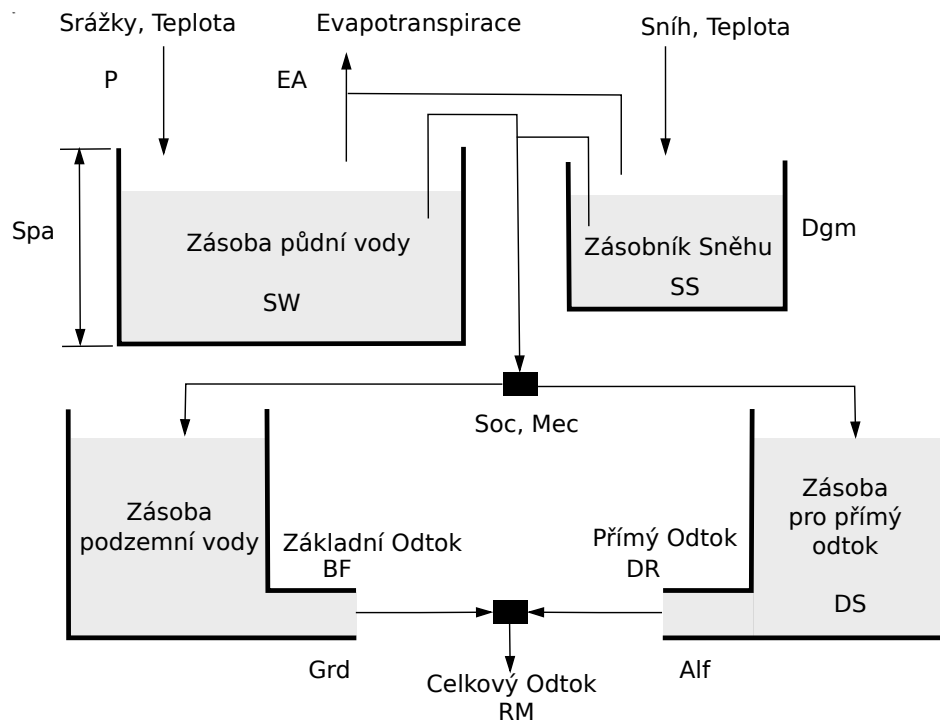 Srážky, Teplota
Evapotranspirace
Sníh, Teplota
P
EA
Spa
Zásoba půdní vody
SW
Zásobník Sněhu
SS
Dgm
Soc, Mec
Zásoba
podzemní vody
Základní Odtok
BF
Přímý Odtok
DR
Zásoba
pro přímý
odtok
DS
Grd
Celkový Odtok
RM
Alf